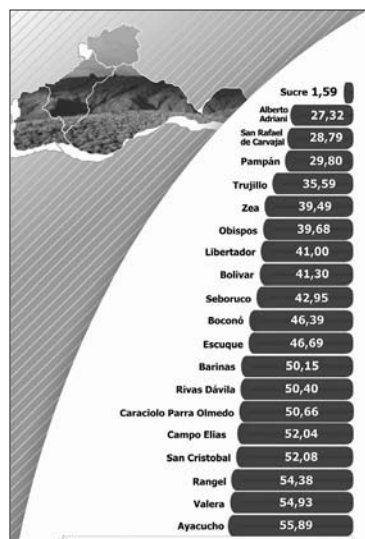 Sucre 1,59
Alberto
Adriani 27,32
San Rafael
de Carvajal 28,79
Pampán 29,80
Trujillo 35,59
Zea 39,49
Obispos 39,68
Libertador 41,00
Bolivar 41,30
Seboruco 42,95
Boconó 46,39
Escuque 46,69
Barinas 50,15
Rivas Dávila 50,40
Caraciolo Parra Olmedo 50,66
Campo Elias 52,04
San Cristobal 52,08
Rangel 54,38
Valera 54,93
Ayacucho 55,89